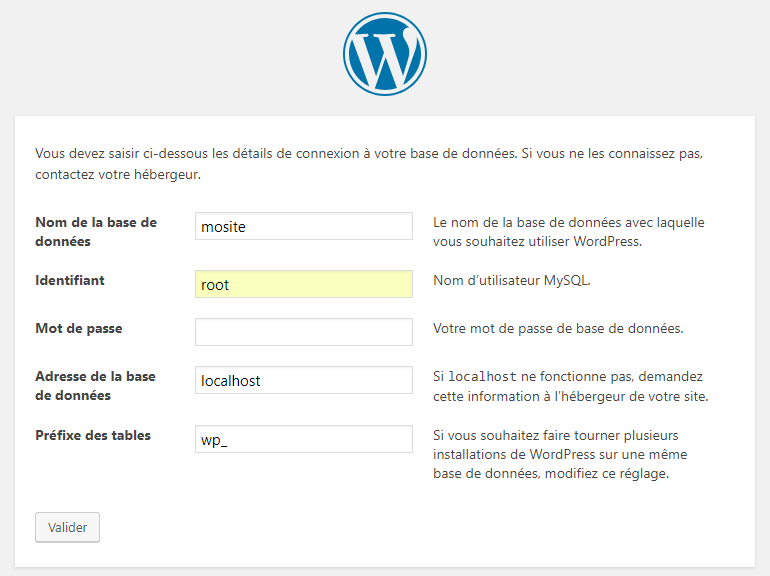 Vous devez saisir ci-dessous les détails de connexion à votre base de données. Si vous ne les connaissez pas,
contactez votre hébergeur.
Nom de la base de
données
mosite
Le nom de la base de données avec laquelle
vous souhaitez utiliser WordPress.
Identifiant
root
Nom d’utilisateur MySQL.
Mot de passe
Votre mot de passe de base de données.
Adresse de la base
de données
localhost
Si localhost ne fonctionne pas, demandez
cette information à l’hébergeur de votre site.
Préfixe des tables
wp_
Si vous souhaitez faire tourner plusieurs
installations de WordPress sur une même
base de données, modifiez ce réglage.
Valider